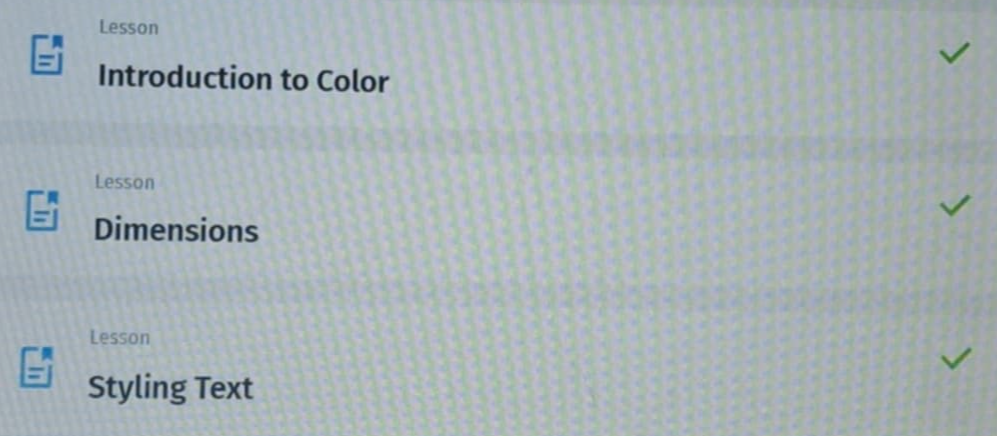 Lesson
Introduction to Color
Lesson
Dimensions
Lesson
Styling Text